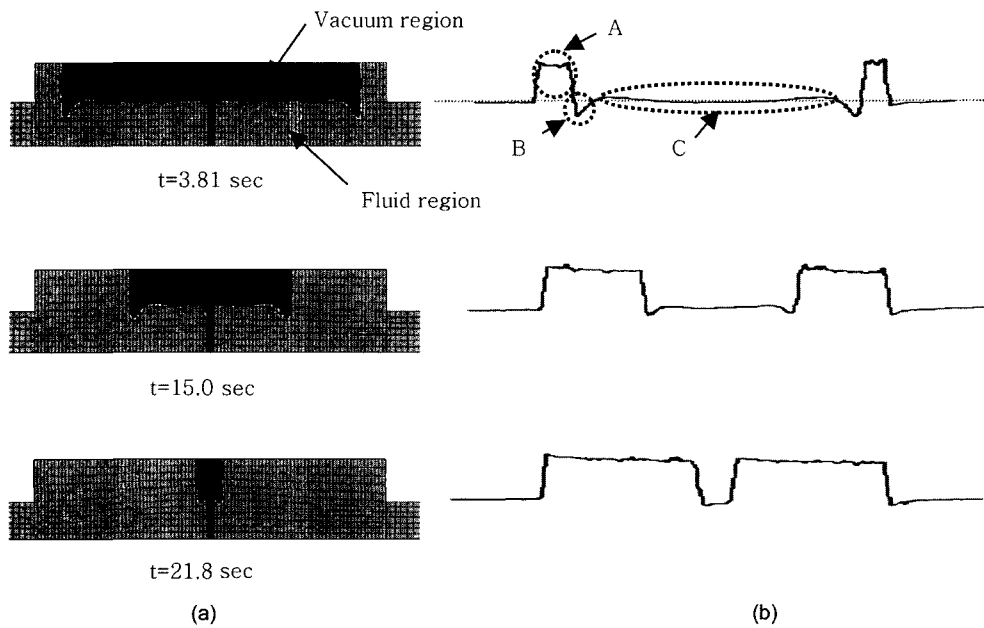 Vacuum region
A
B
C
t=3.81 sec
Fluid region
t=15.0 sec
t=21.8 sec
(a)
(b)